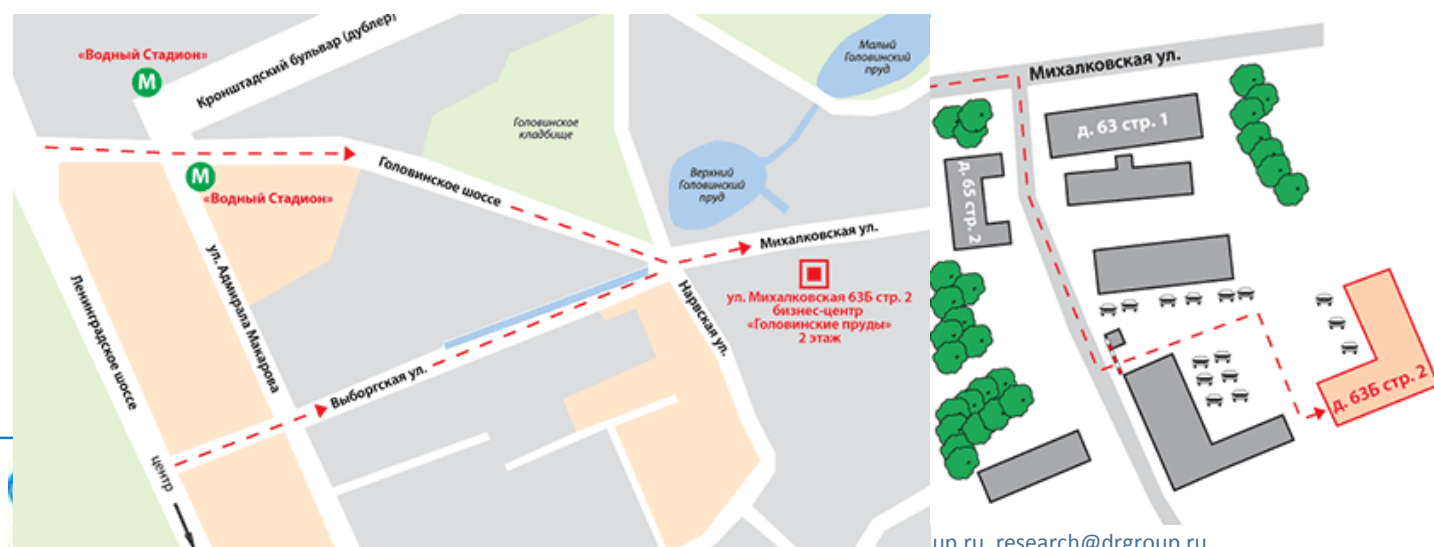 «Водный Стадион»
М
Кронштадский бульвар (дублер)
Малый
Головинский
пруд
Головинское
кладбище
Головинское шоссе
Верхний
Головинский
пруд
М
«Водный Стадион»
Михалковская ул.
ул. Адмирала Макарова
Ленинградское шоссе
Нарвская ул.
ул. Михалковская 63Б стр. 2
бизнес-центр
«Головинские пруды»
2 этаж
Выборгская ул.
центр
Михалковская ул.
д. 63 стр. 1
д. 65 стр. 2
д. 63Б стр. 2
up.ru, research@drgroup.ru